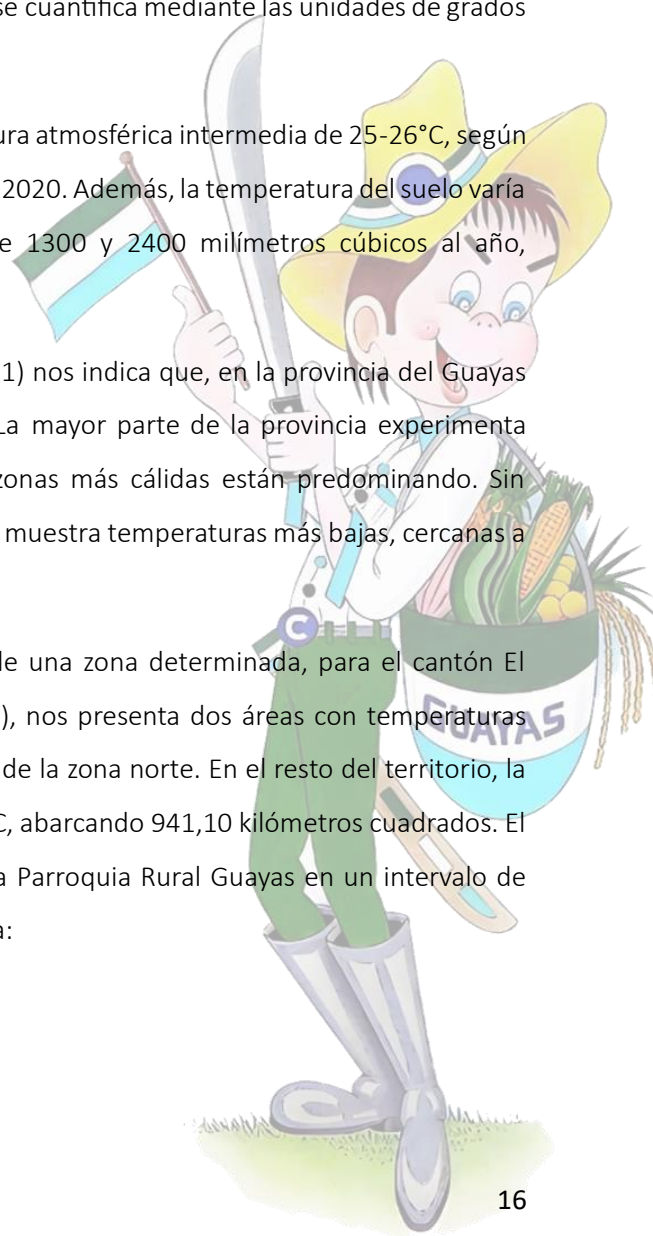 se cuantifica mediante las unidades de grados
ura atmosférica intermedia de 25-26°C, según
2020. Además, la temperatura del suelo varía
e 1300 y 2400 milímetros cúbicos al año,
1) nos indica que, en la provincia del Guayas
La mayor parte de la provincia experimenta
zonas más cálidas están predominando. Sin
muestra temperaturas más bajas, cercanas a
de una zona determinada, para el cantón El
), nos presenta dos áreas con temperaturas
de la zona norte. En el resto del territorio, la
C, abarcando 941,10 kilómetros cuadrados. El
a Parroquia Rural Guayas en un intervalo de
a:
C
GUAYAS
16